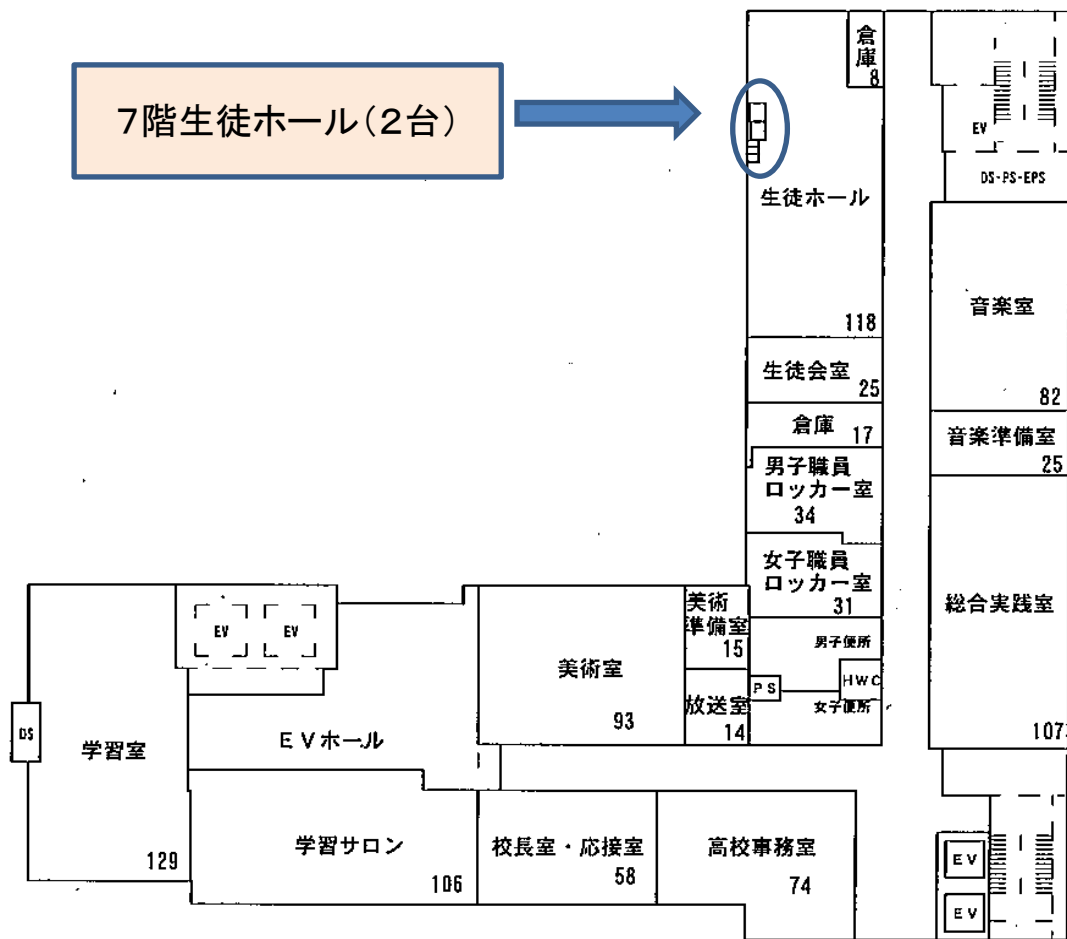 7階生徒ホール(2台)
倉
庫
8
EV
DS-PS-EPS
生徒ホール
118
音楽室
82
生徒会室
25
倉庫 17
音楽準備室
25
男子職員
ロッカー室
34
女子職員
ロッカー室
31
総合実践室
107
EV
EV
美術
準備室
15
男子便所
美術室
93
PS
HWC
放送室
14
女子便所
DS
学習室
129
EVホール
学習サロン
106
校長室・応接室
58
高校事務室
74
EV
EV